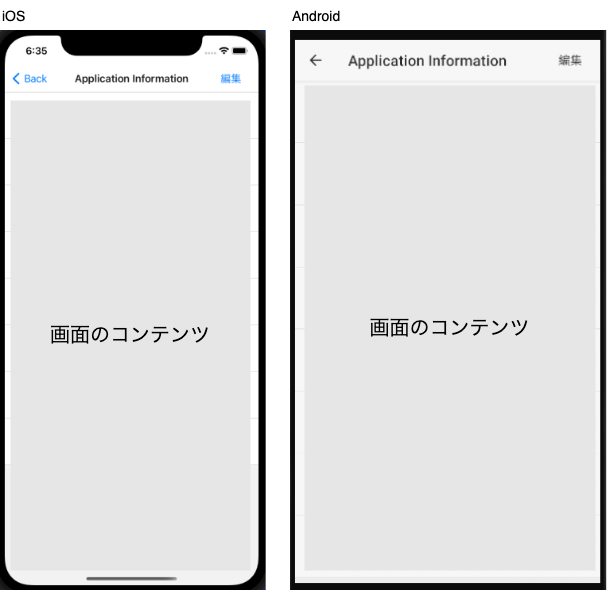 iOS
6:35
Back
Application Information
編集
画面のコンテンツ
Android
Application Information
編集
画面のコンテンツ